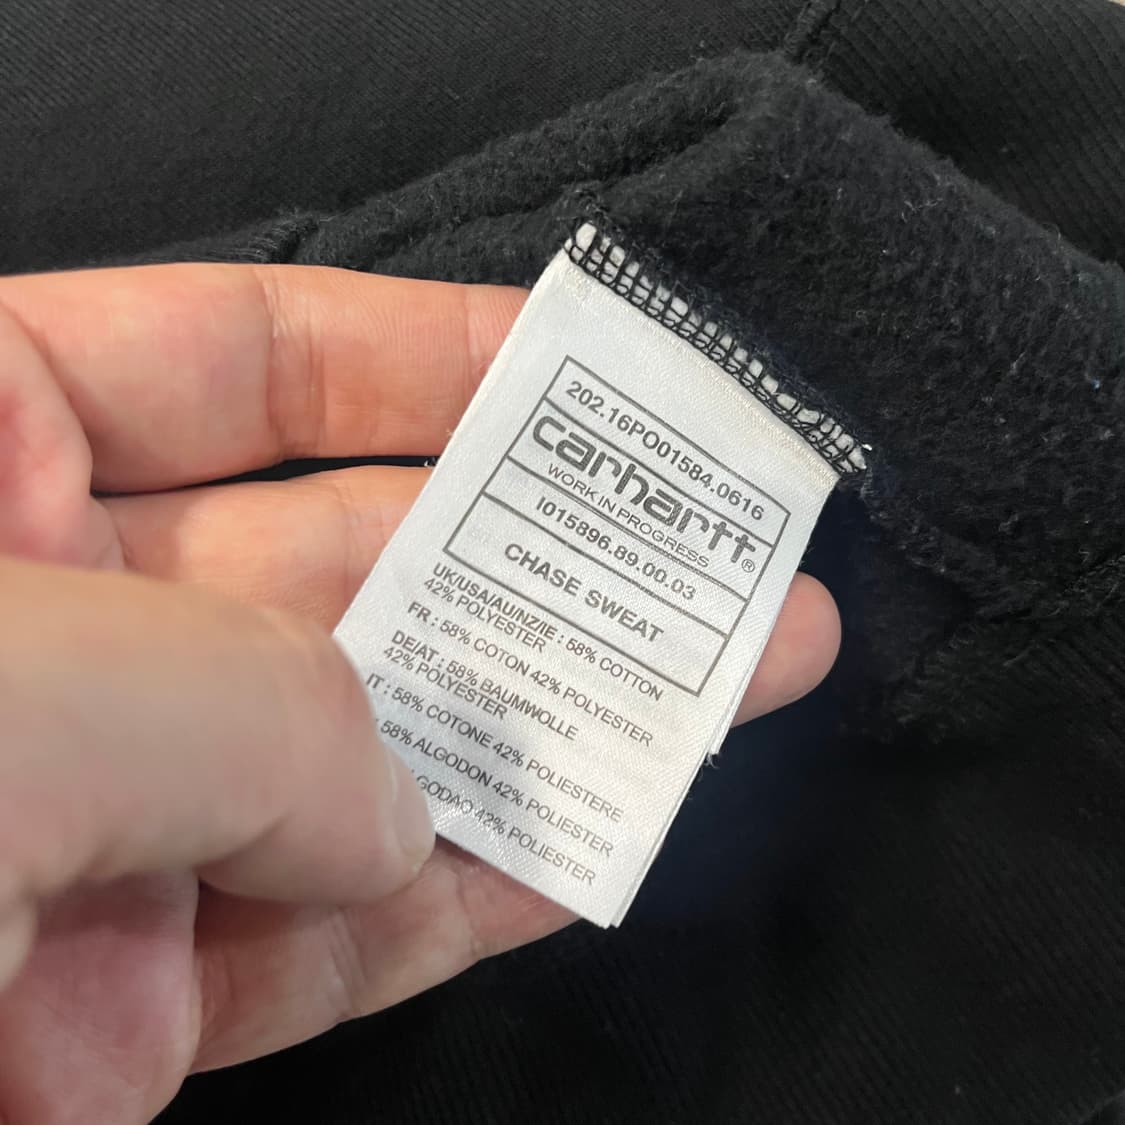 202.16PO01584.0616
carhartt®
WORK IN PROGRESS
I015896.89.00.03
CHASE SWEAT
UK/USA/AU/NZ/IE : 58% COTTON
42% POLYESTER
FR : 58% COTON 42% POLYESTER
DE/AT : 58% BAUMWOLLE
42% POLYESTER
IT : 58% COTONE 42% POLIESTERE
: 58% ALGODON 42% POLIESTER
42% POLIESTER